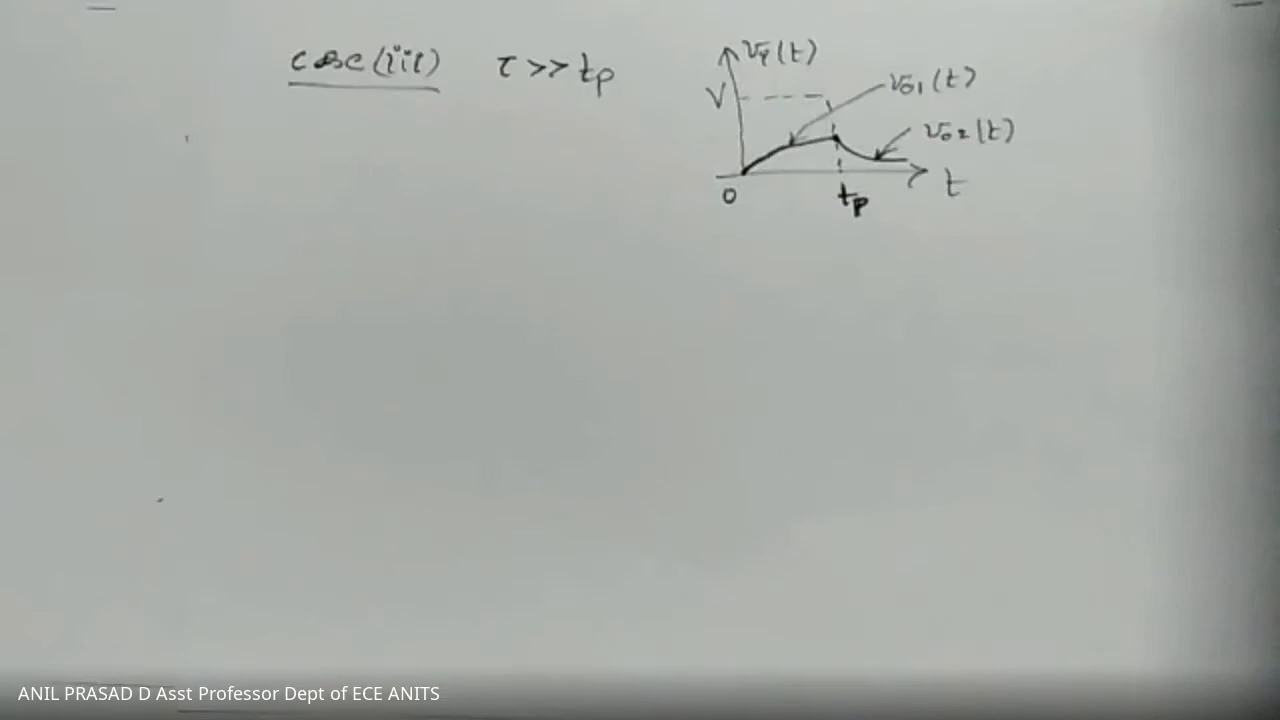 case (iii) τ >> tp
vi(t)
V
vo1(t)
vo2(t)
0
tp
t
ANIL PRASAD D Asst Professor Dept of ECE ANITS